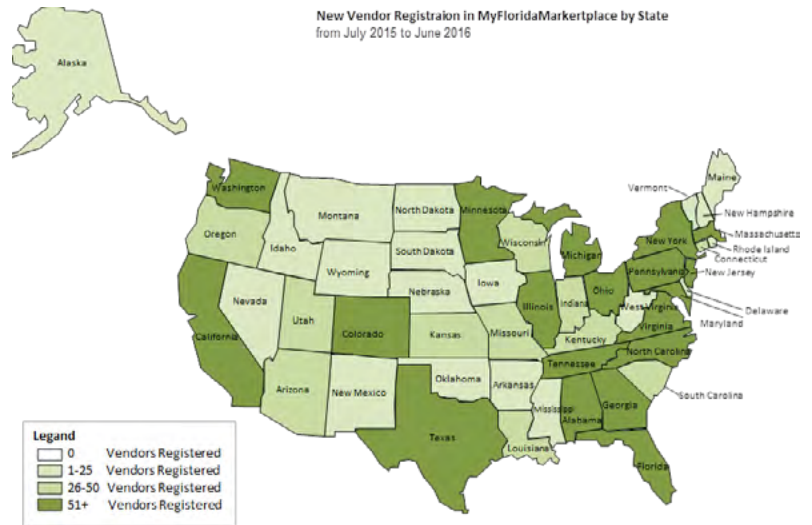 New Vendor Registraion in MyFloridaMarketplace by State
from July 2015 to June 2016
Alaska
Washington
Montana
North Dakota
Minnesota
Vermont
Maine
New Hampshire
Massachusetts
Rhode Island
Connecticut
Oregon
Idaho
South Dakota
Wisconski
Michigan
New York
Wyoming
Pennsylvano
New Jersey
Nevada
Nebraska
Iowa
Illinois
Indiana
Ohio
West Virginia
Delaware
Maryland
California
Utah
Colorado
Kansas
Missouri
Kentucky
Virginia
Arizona
New Mexico
Oklahoma
Arkansas
Tennessee
North Carolina
South Carolina
Texas
Louisiana
Mississippi
Alabama
Georgia
Florida
Legand
0 Vendors Registered
1-25 Vendors Registered
26-50 Vendors Registered
51+ Vendors Registered